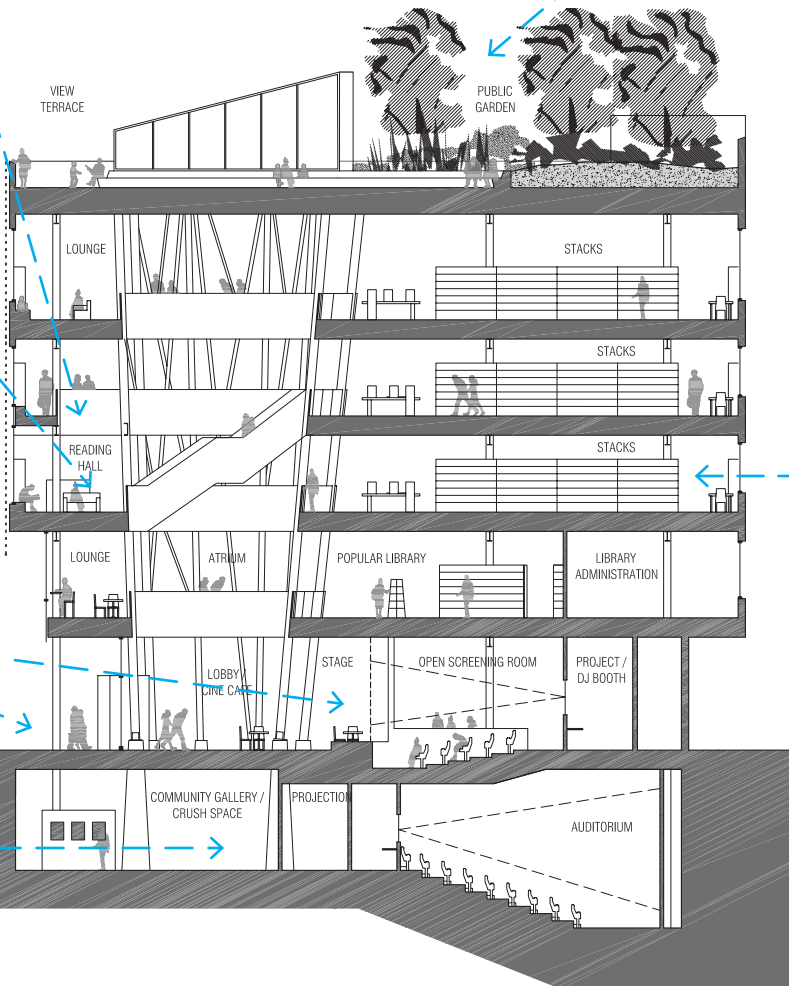 VIEW
TERRACE
PUBLIC
GARDEN
LOUNGE
STACKS
STACKS
READING
HALL
STACKS
LOUNGE
ATRIUM
POPULAR LIBRARY
LIBRARY
ADMINISTRATION
LOBBY /
CINE CAFE
STAGE
OPEN SCREENING ROOM
PROJECT /
DJ BOOTH
COMMUNITY GALLERY /
CRUSH SPACE
PROJECTION
AUDITORIUM